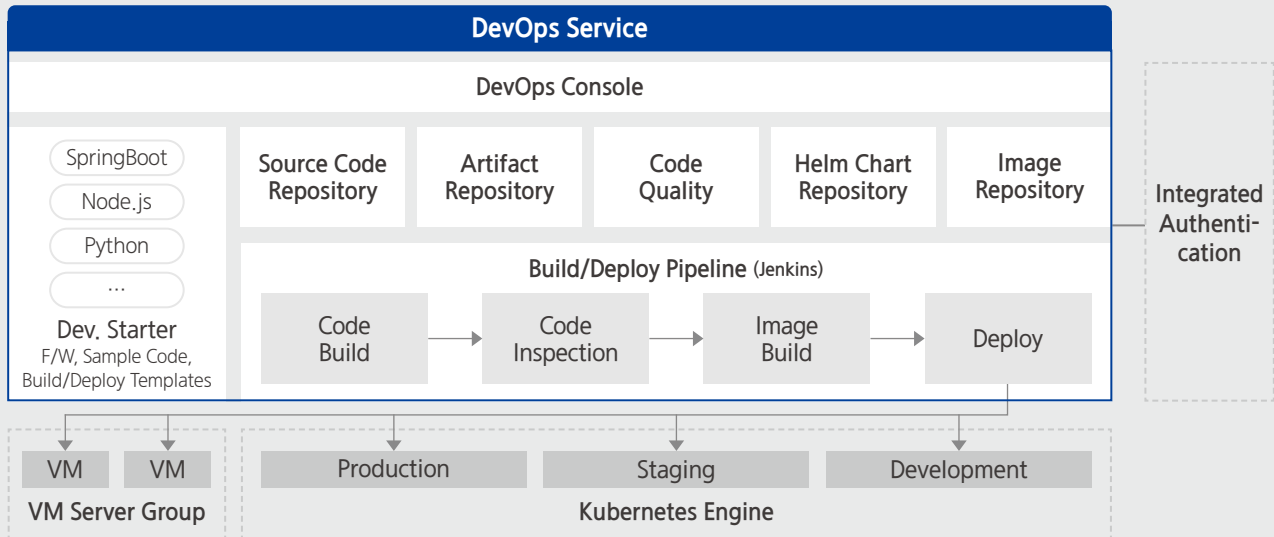 DevOps Service
DevOps Console
SpringBoot
Node.js
Python
...
Dev. Starter
F/W, Sample Code,
Build/Deploy Templates
Source Code
Repository
Artifact
Repository
Code
Quality
Helm Chart
Repository
Image
Repository
Build/Deploy Pipeline (Jenkins)
Code
Build
Code
Inspection
Image
Build
Deploy
Integrated
Authenti-
cation
VM
VM
VM Server Group
Production
Staging
Development
Kubernetes Engine